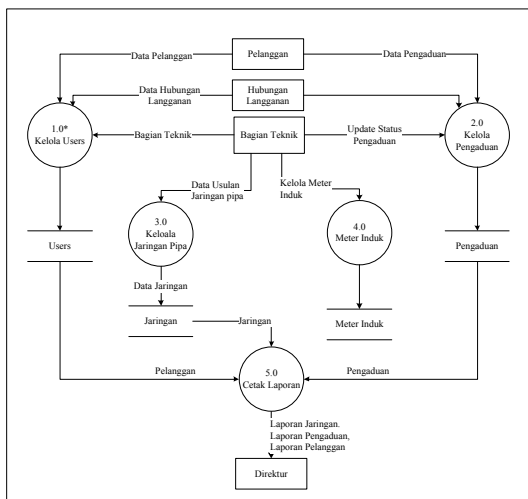 Pelanggan
Data Pelanggan
Data Pengaduan
Data Hubungan
Langganan
Hubungan
Langganan
1.0*
Kelola Users
Bagian Teknik
Bagian Teknik
Update Status
Pengaduan
2.0
Kelola
Pengaduan
Data Usulan
Jaringan pipa
Kelola Meter
Induk
3.0
Keloala
Jaringan Pipa
4.0
Meter Induk
Users
Pengaduan
Data Jaringan
Jaringan
Jaringan
Meter Induk
Pelanggan
5.0
Cetak Laporan
Pengaduan
Laporan Jaringan.
Laporan Pengaduan,
Laporan Pelanggan
Direktur